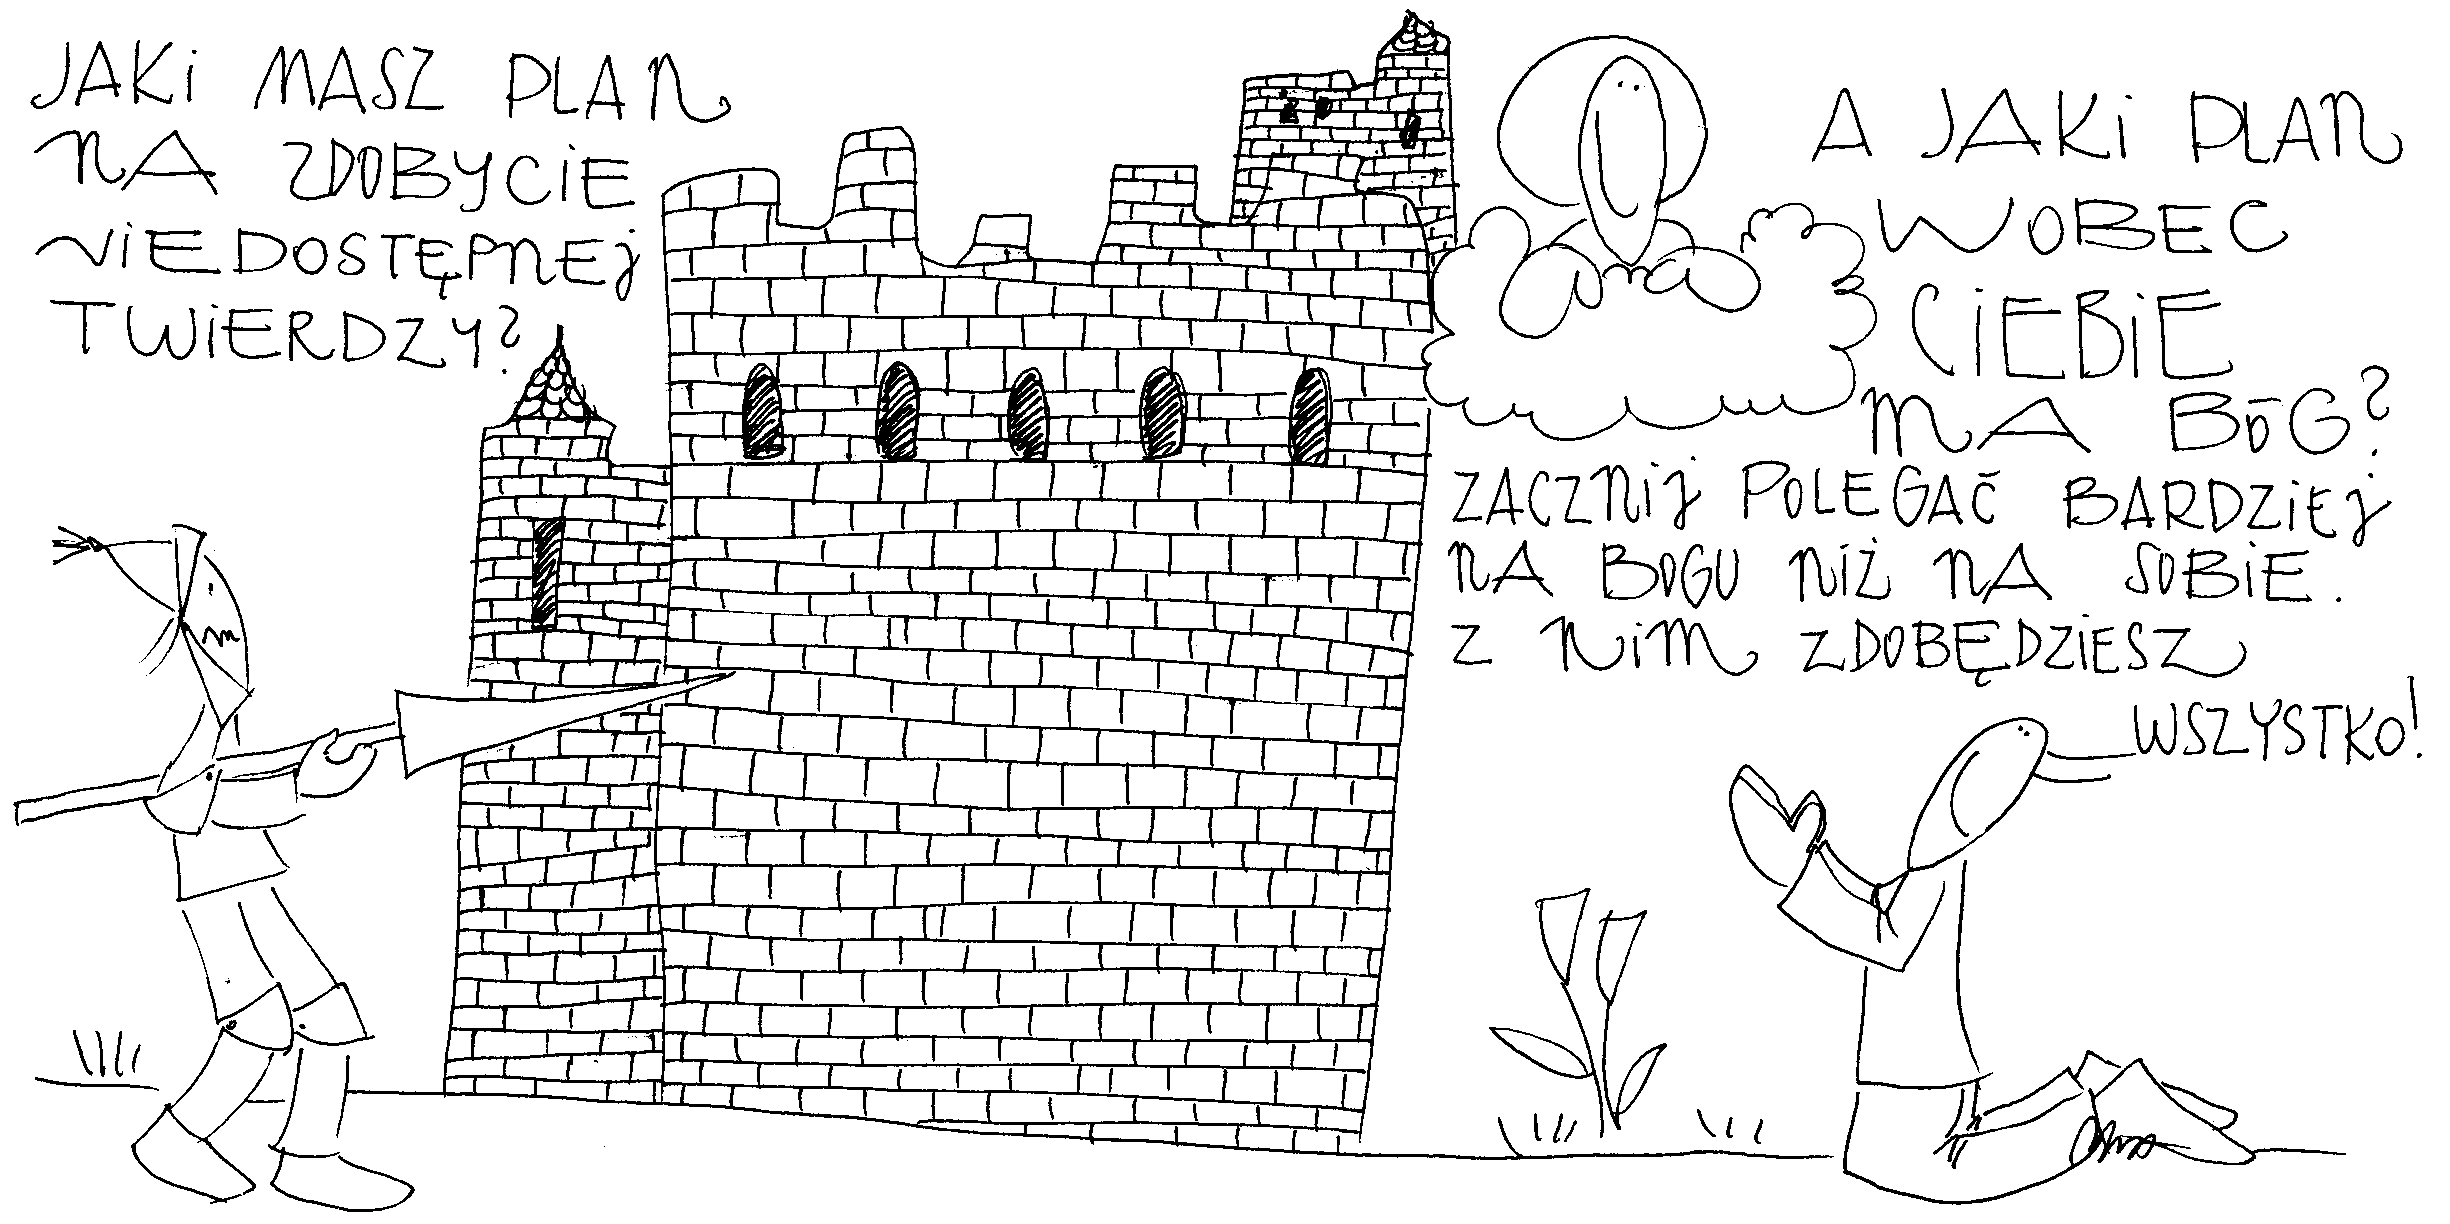 JAKI MASZ PLAN
NA ZDOBYCIE
NIEDOSTĘPNEJ
TWIERDZY?
A JAKI PLAN
WOBEC
CIEBIE
MA BÓG?
ZACZNIJ POLEGAĆ BARDZIEJ
NA BOGU NIŻ NA SOBIE.
Z NIM ZDOBĘDZIESZ
WSZYSTKO!